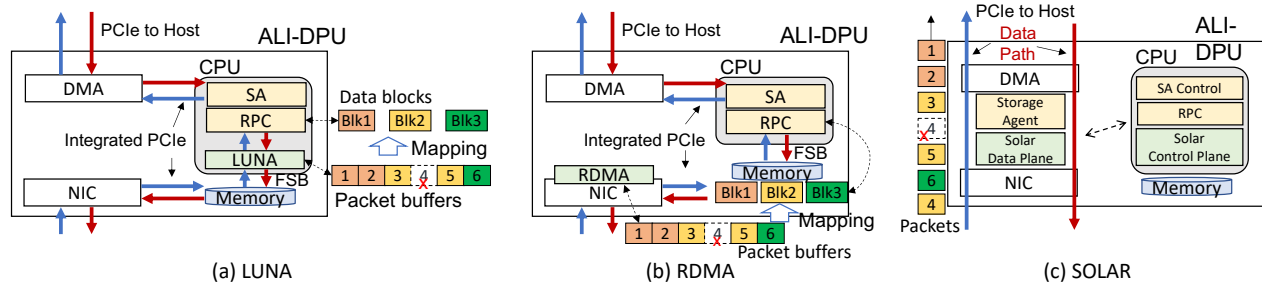 PCIe to Host
ALI-DPU
CPU
DMA
SA
RPC
Data blocks
Blk1
Blk2
Blk3
Integrated PCIe
Mapping
LUNA
FSB
NIC
Memory
1 2 3 4 5 6
x
Packet buffers
(a) LUNA
PCIe to Host
ALI-DPU
CPU
DMA
SA
RPC
Integrated PCIe
FSB
RDMA
NIC
Memory
Blk1
Blk2
Blk3
Mapping
1 2 3 4 5 6
x
Packet buffers
(b) RDMA
PCIe to Host
1
2
3
4
x
5
6
4
Packets
Data
Path
ALI-
DPU
CPU
DMA
Storage
Agent
Solar
Data Plane
NIC
SA Control
RPC
Solar
Control Plane
Memory
(c) SOLAR